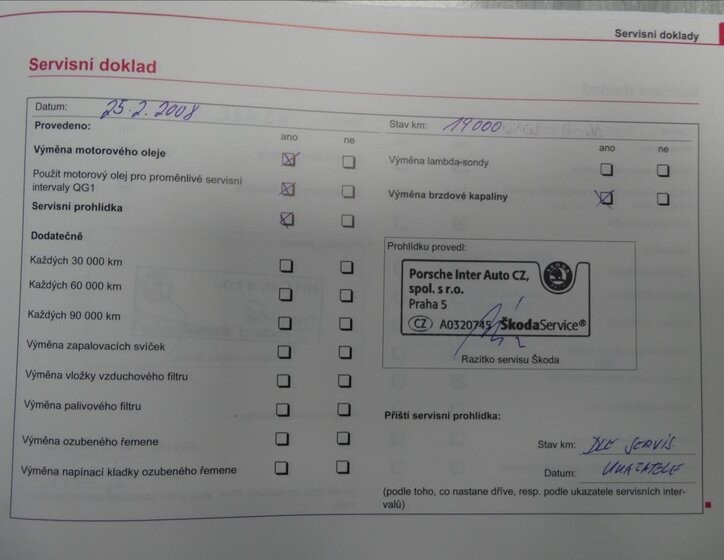 Servisní doklady
Servisní doklad
Datum: 25.2.2008
Stav km: 19000
Provedeno:
ano ne
Výměna motorového oleje
Použit motorový olej pro proměnlivé servisní
intervaly QG1
Servisní prohlídka
Dodatečně
Každých 30 000 km
Každých 60 000 km
Každých 90 000 km
Výměna zapalovacích svíček
Výměna vložky vzduchového filtru
Výměna palivového filtru
Výměna ozubeného řemene
Výměna napínací kladky ozubeného řemene
ano ne
Výměna lambda-sondy
Výměna brzdové kapaliny
Prohlídku provedl:
Porsche Inter Auto CZ,
spol. s r.o.
Praha 5
CZ A0320745 ŠkodaService®
Razítko servisu Škoda
Příští servisní prohlídka:
Stav km: DLE SERVIS.
Datum: UKAZATELE
(podle toho, co nastane dříve, resp. podle ukazatele servisních inter-
valů)